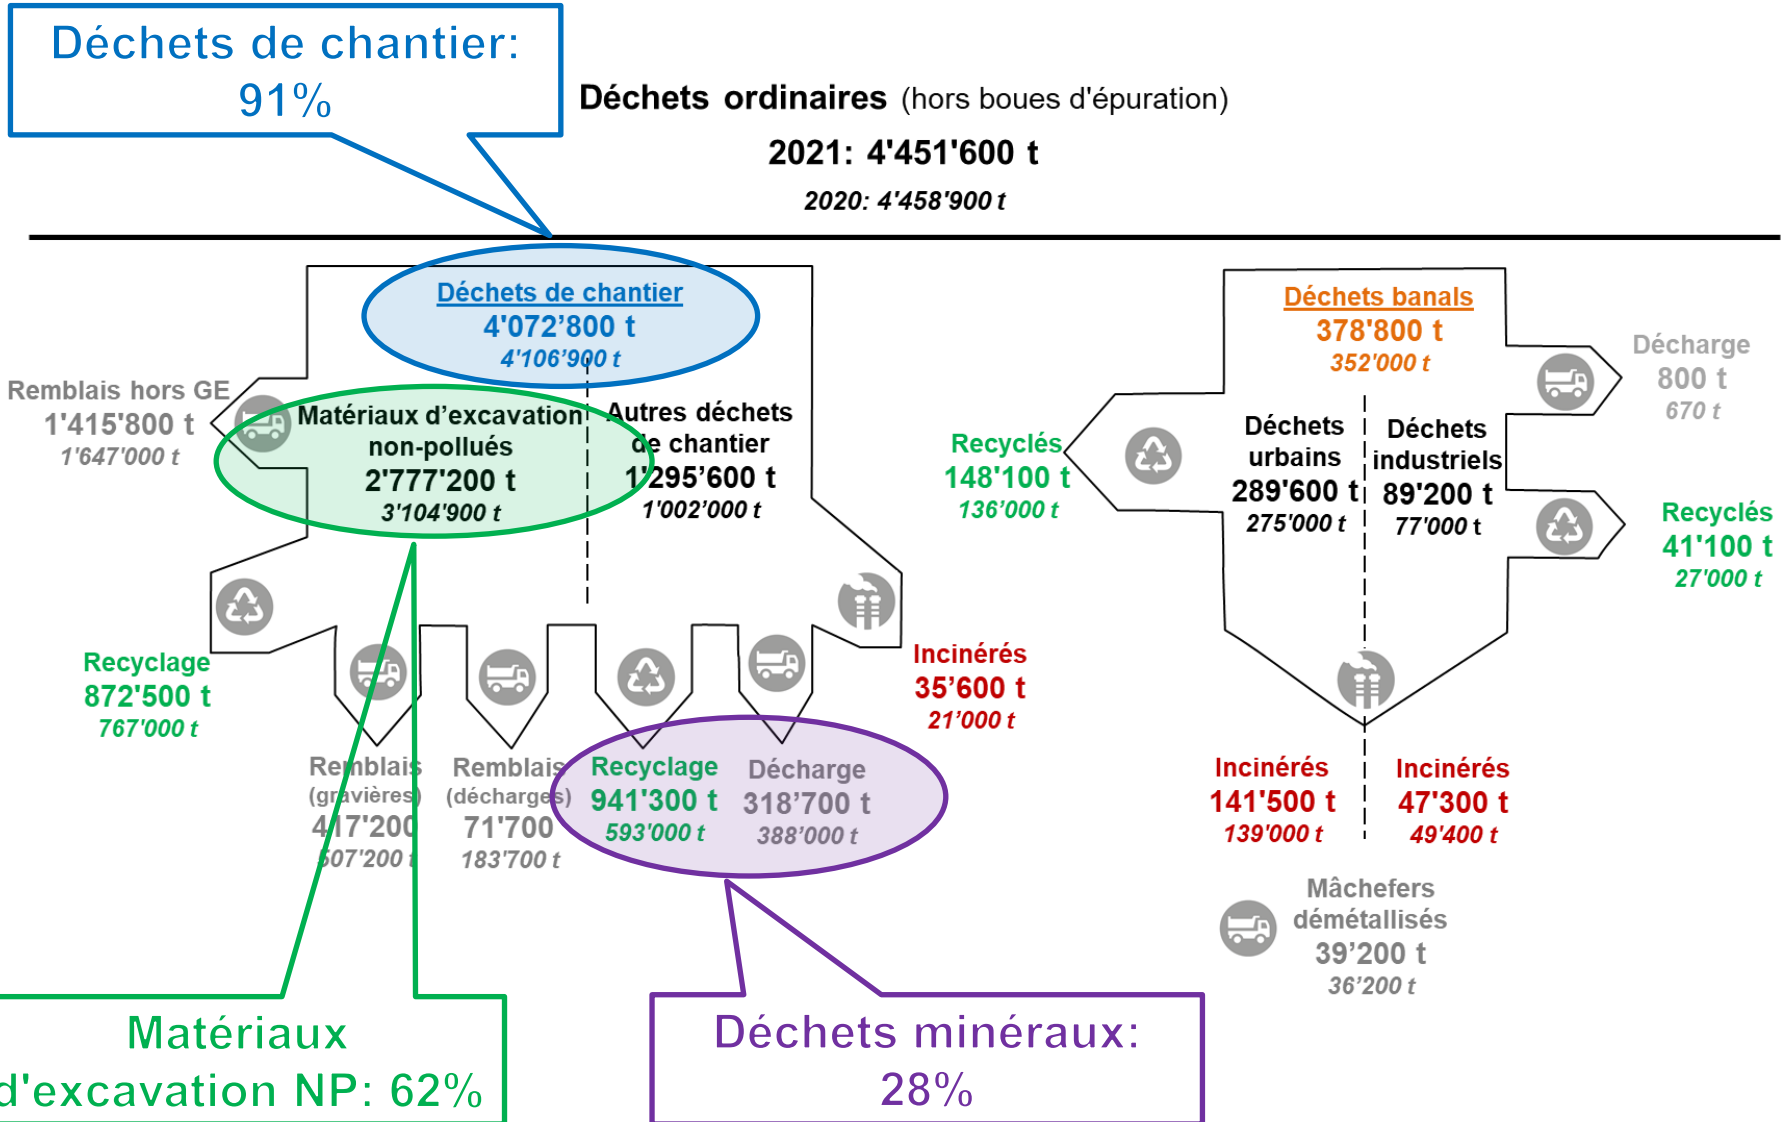 Déchets de chantier:
91%
Déchets ordinaires (hors boues d'épuration)
2021: 4'451'600 t
2020: 4'458'900 t
Déchets de chantier
4'072’800 t
4'106’900 t
Remblais hors GE
1'415'800 t
1'647'000 t
Matériaux d’excavation
non-pollués
2'777'200 t
3'104'900 t
Autres déchets
de chantier
1'295’600 t
1'002'000 t
Recyclage
872'500 t
767'000 t
Remblais
(gravières)
417'200
507'200 t
Remblais
(décharges)
71'700
183'700 t
Recyclage
941'300 t
593'000 t
Décharge
318’700 t
388’000 t
Incinérés
35’600 t
21’000 t
Déchets banals
378'800 t
352'000 t
Décharge
800 t
670 t
Recyclés
148'100 t
136’000 t
Déchets
urbains
289'600 t
275'000 t
Déchets
industriels
89'200 t
77'000 t
Recyclés
41'100 t
27'000 t
Incinérés
141'500 t
139'000 t
Incinérés
47'300 t
49'400 t
Mâchefers
démétallisés
39’200 t
36'200 t
Matériaux
d'excavation NP: 62%
Déchets minéraux:
28%